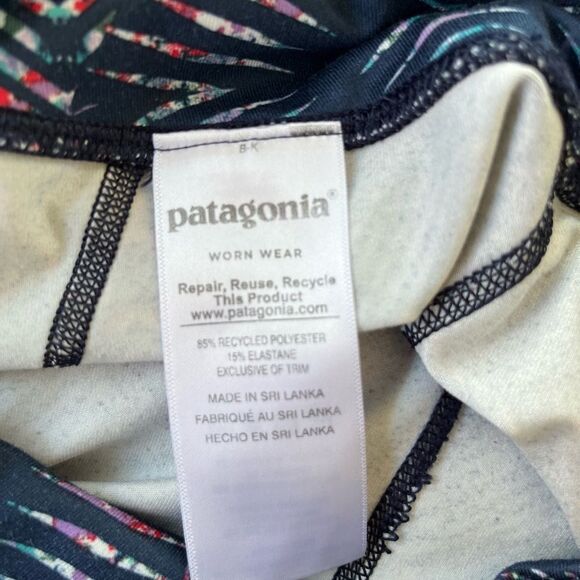 B-K
patagonia®
WORN WEAR
Repair, Reuse, Recycle
This Product
www.patagonia.com
85% RECYCLED POLYESTER
15% ELASTANE
EXCLUSIVE OF TRIM
MADE IN SRI LANKA
FABRIQUÉ AU SRI LANKA
HECHO EN SRI LANKA